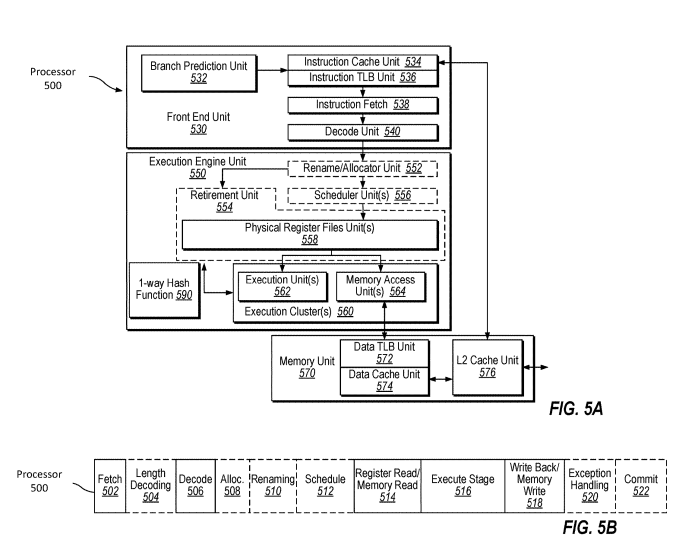 Processor
500
Branch Prediction Unit
532
Instruction Cache Unit 534
Instruction TLB Unit 536
Instruction Fetch 538
Front End Unit
530
Decode Unit 540
Execution Engine Unit
550
Rename/Allocator Unit 552
Retirement Unit
554
Scheduler Unit(s) 556
Physical Register Files Unit(s)
558
1-way Hash
Function 590
Execution Unit(s)
562
Memory Access
Unit(s) 564
Execution Cluster(s) 560
Memory Unit
570
Data TLB Unit
572
Data Cache Unit
574
L2 Cache Unit
576
FIG. 5A
Processor
500
Fetch
502
Length
Decoding
504
Decode
506
Alloc.
508
Renaming
510
Schedule
512
Register Read/
Memory Read
514
Execute Stage
516
Write Back/
Memory
Write
518
Exception
Handling
520
Commit
522
FIG. 5B